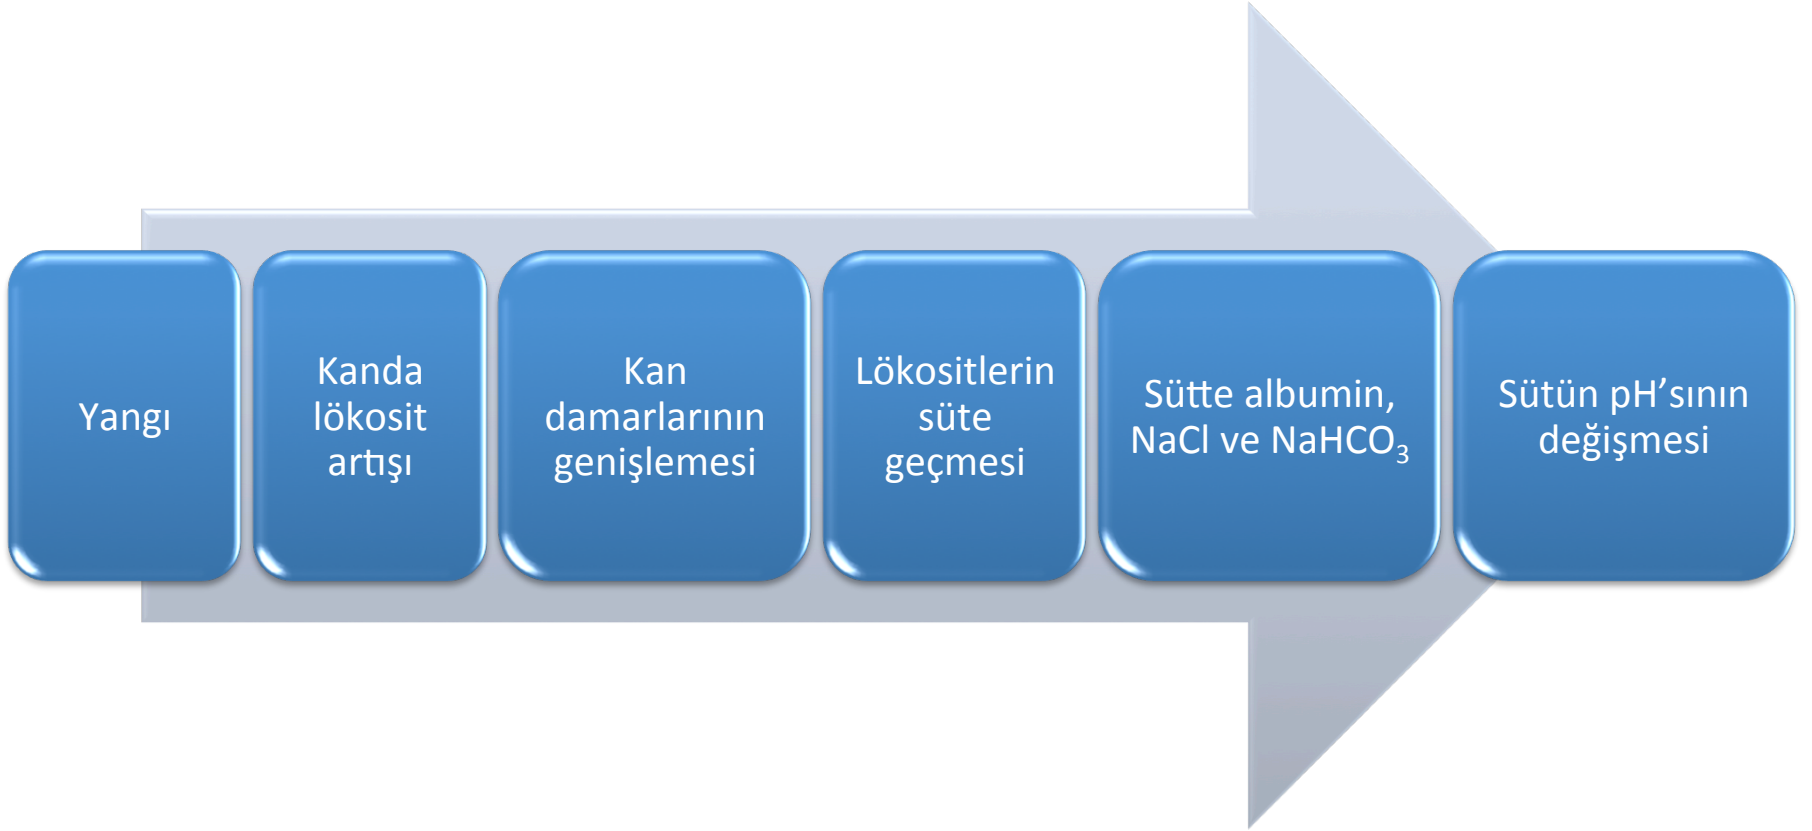 Yangı
Kanda
lökosit
artışı
Kan
damarlarının
genişlemesi
Lökositlerin
süte
geçmesi
Sütte albumin,
NaCl ve NaHCO₃
Sütün pH’sının
değişmesi